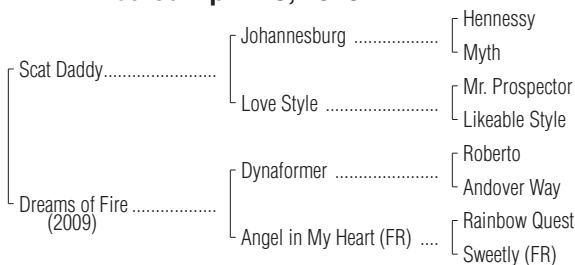 Hennessy
Johannesburg ...................
Myth
Scat Daddy.........................
Mr. Prospector
Love Style .........................
Likeable Style
Roberto
Dynaformer .......................
Andover Way
Dreams of Fire ...................
(2009)
Rainbow Quest
Angel in My Heart (FR) ....
Sweetly (FR)